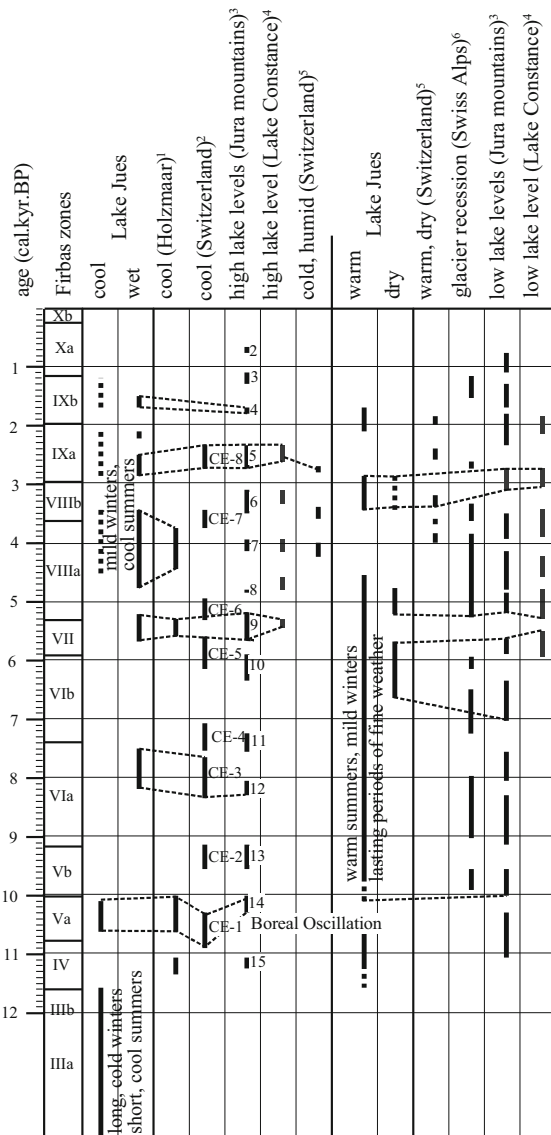 age (cal.kyr.BP)
Firbas zones
Lake Jues
cool
wet
cool (Holzmaar)¹
cool (Switzerland)²
high lake levels (Jura mountains)³
high lake level (Lake Constance)⁴
cold, humid (Switzerland)⁵
Lake Jues
warm
dry
warm, dry (Switzerland)⁵
glacier recession (Swiss Alps)⁶
low lake levels (Jura mountains)³
low lake level (Lake Constance)⁴
Xb
Xa
2
1
3
IXb
4
2
IXa
CE-8
5
mild winters,
cool summers
3
VIIIb
6
CE-7
4
VIIIa
7
8
5
CE-6
VII
9
CE-5
6
10
VIb
warm summers, mild winters
lasting periods of fine weather
7
CE-4
11
8
VIa
CE-3
12
9
Vb
CE-2
13
10
14
Va
CE-1
Boreal Oscillation
11
IV
15
12
IIIb
IIIa
long, cold winters
short, cool summers